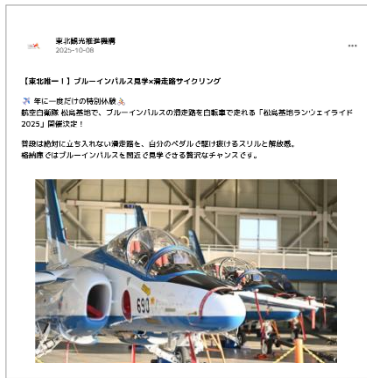 東北観光推進機構
2025-10-08
【東北唯一！】ブルーインパルス見学×滑走路サイクリング
✈️ 年に一度だけの特別体験🚴
航空自衛隊 松島基地で、ブルーインパルスの滑走路を自転車で走れる「松島基地ランウェイライド
2025」開催決定！
普段は絶対に立ち入れない滑走路を、自分のペダルで駆け抜けるスリルと解放感。
格納庫ではブルーインパルスを間近で見学できる贅沢なチャンスです。
690